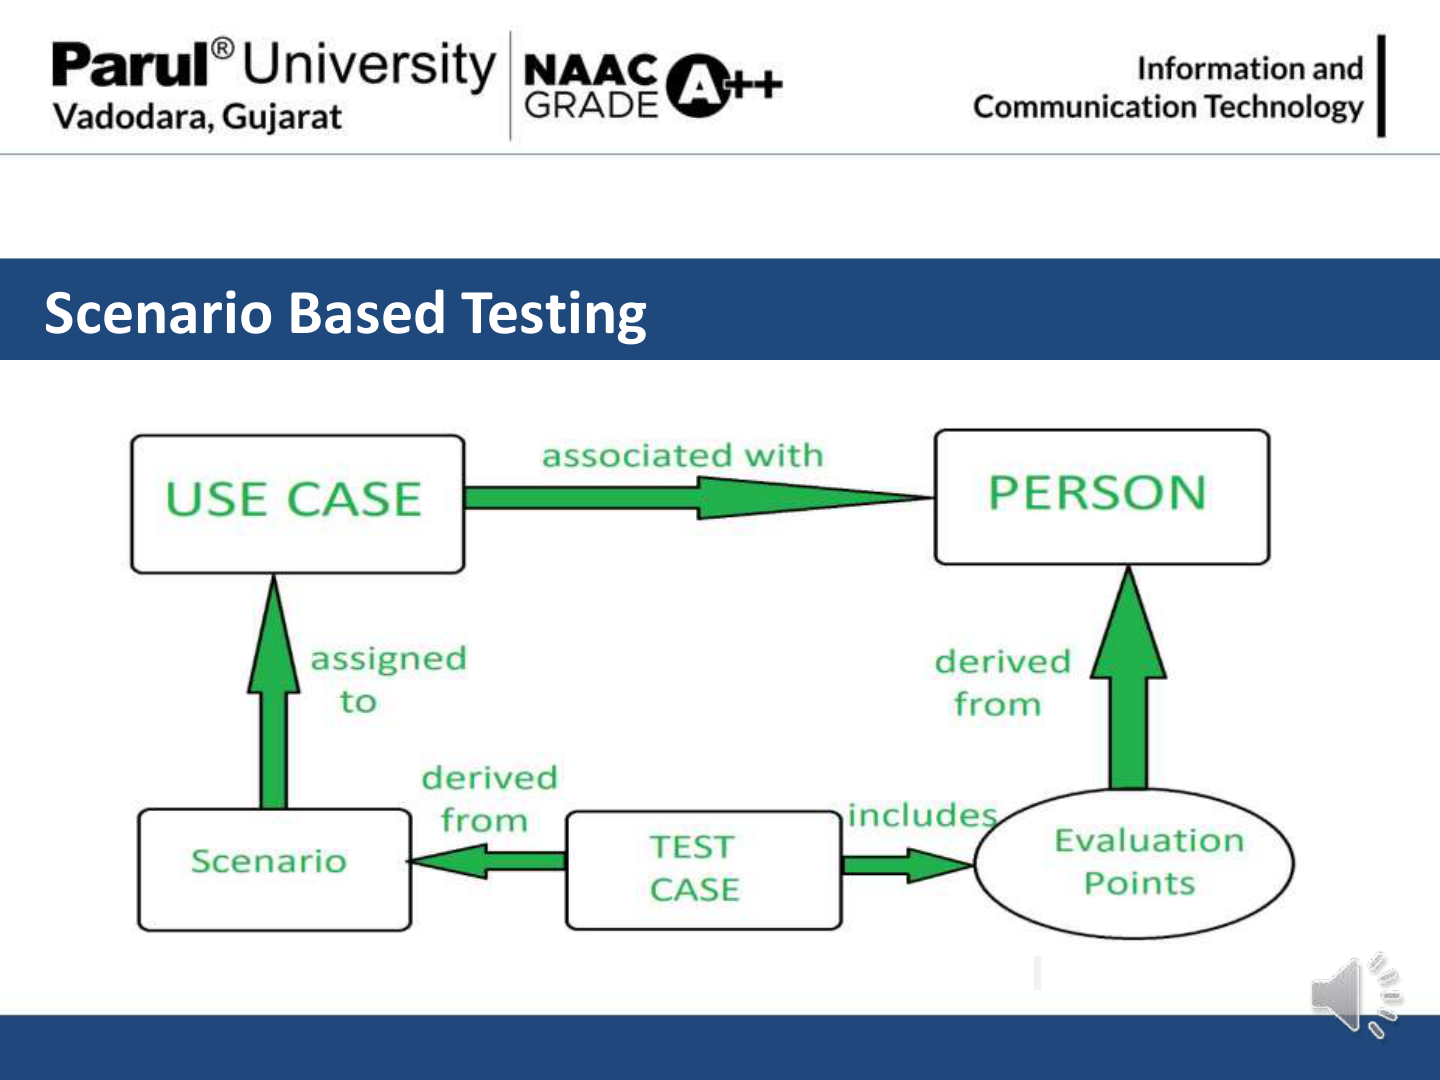 Parul® University
Vadodara, Gujarat
NAAC
GRADE A++
Information and
Communication Technology
Scenario Based Testing
USE CASE
associated with
PERSON
assigned
to
derived
from
derived
from
includes
Scenario
TEST
CASE
Evaluation
Points